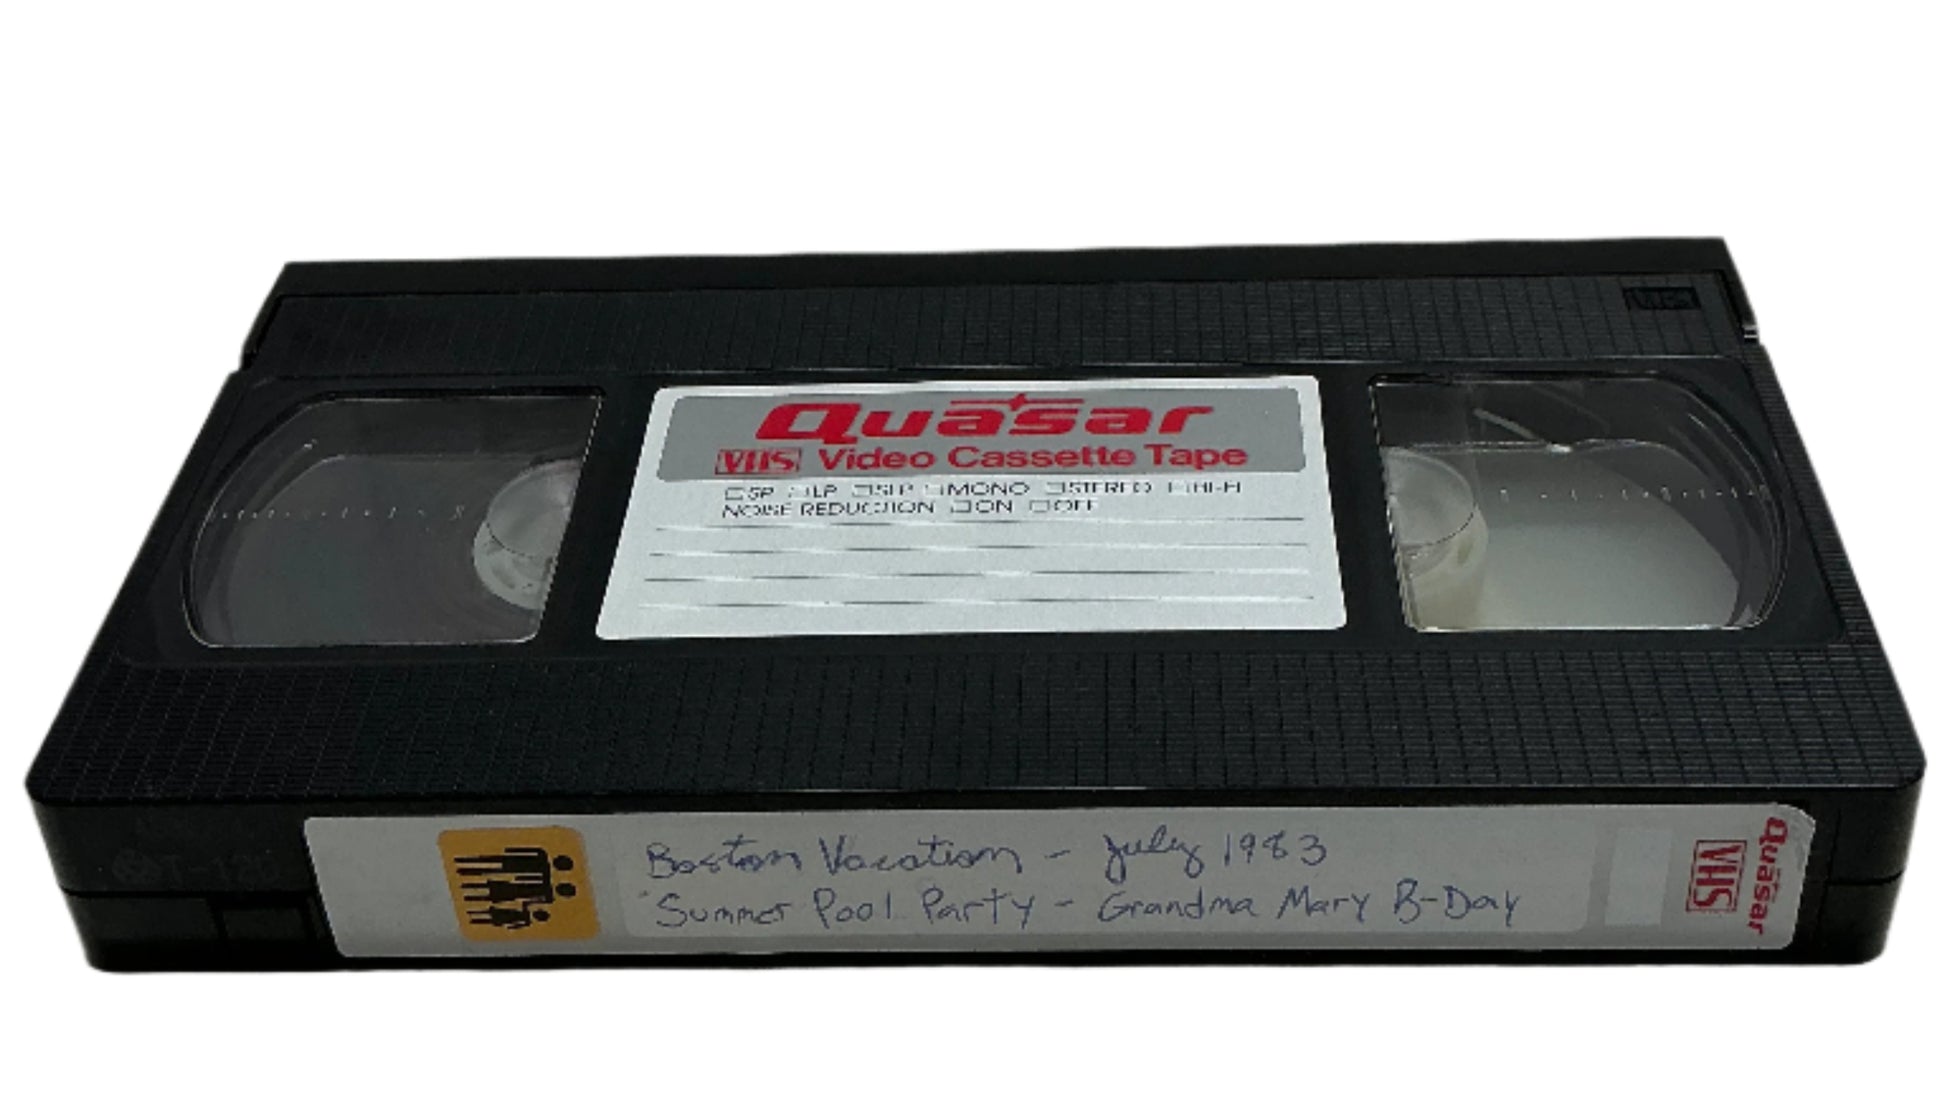 Quasar
VHS Video Cassette Tape
SP LP SLP MONO STEREO HI-FI
NOISE REDUCTION ON OFF
T-120
Boston Vacation - July 1983
Summer Pool Party - Grandma Mary B-Day
VHS
Quasar